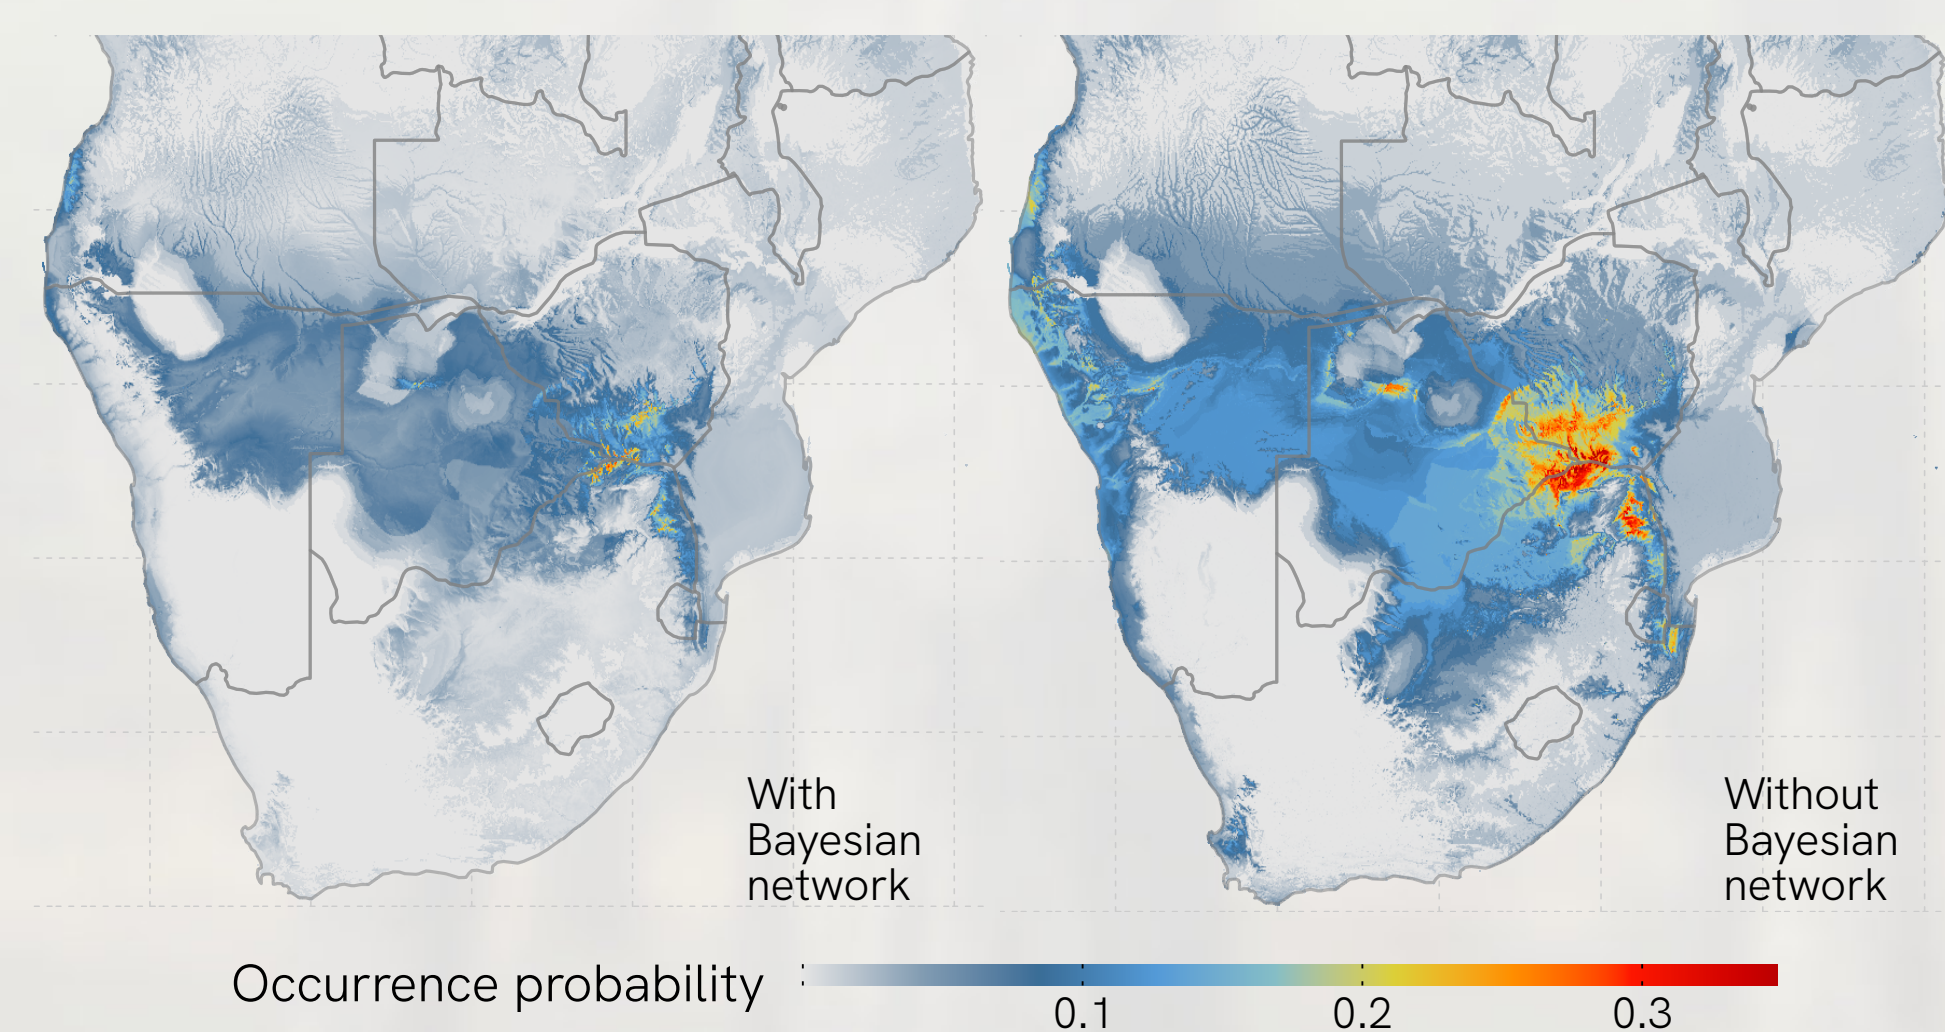 With
Bayesian
network
Without
Bayesian
network
Occurrence probability
0.1
0.2
0.3